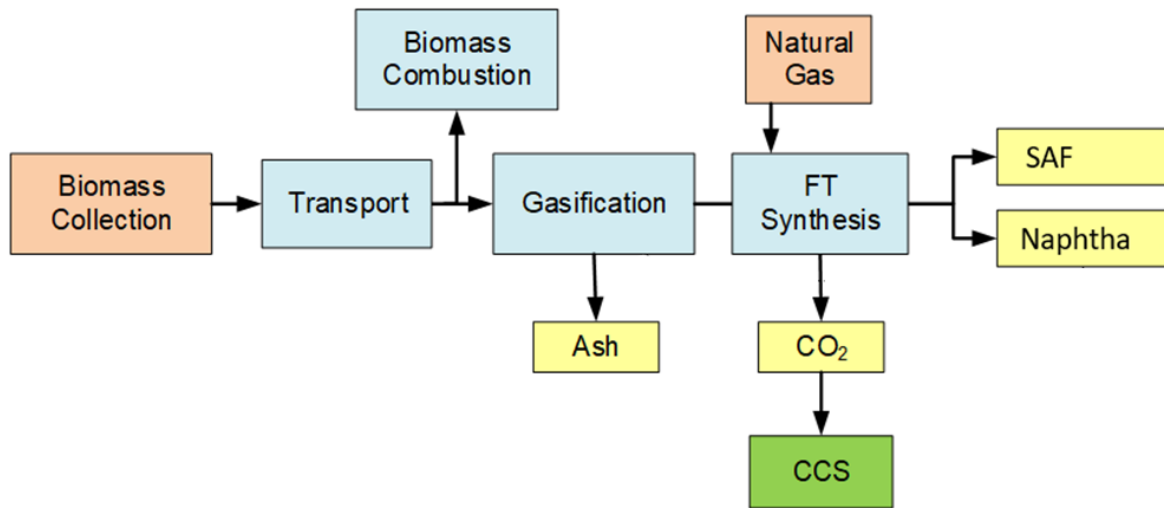 Biomass
Combustion
Natural
Gas
Biomass
Collection
Transport
Gasification
FT
Synthesis
SAF
Naphtha
Ash
CO₂
CCS